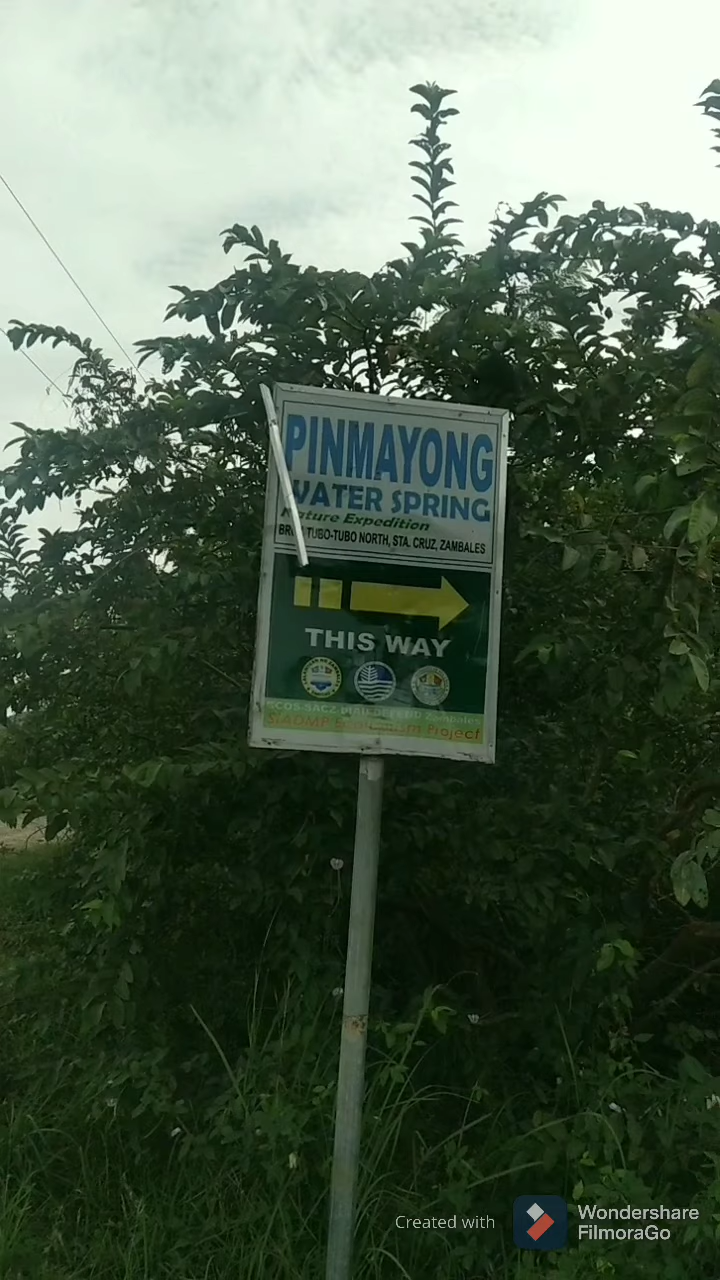 PINMAYONG
WATER SPRING
Nature Expedition
TUBO-TUBO NORTH, STA. CRUZ, ZAMBALES
THIS WAY
SIADMP Ecotourism Project
Created with
Wondershare
FilmoraGo